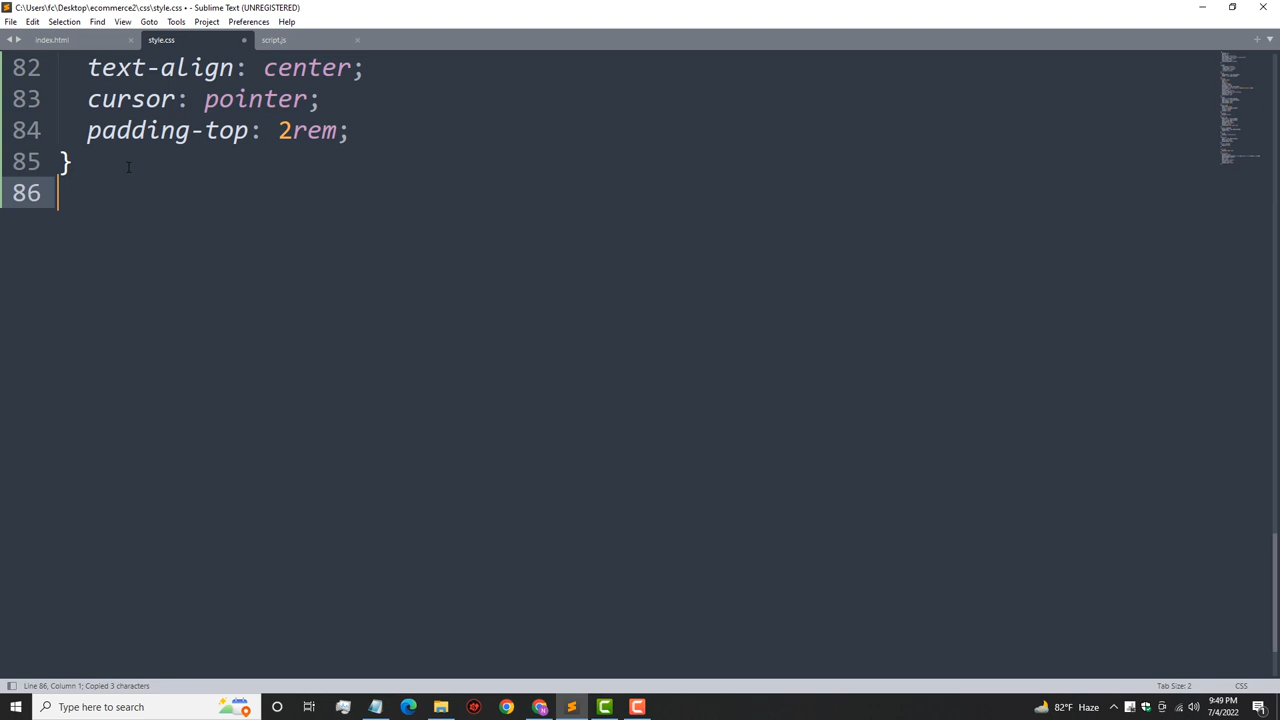 C:\Users\fc\Desktop\ecommerce2\css\style.css • - Sublime Text (UNREGISTERED)
File Edit Selection Find View Goto Tools Project Preferences Help
index.html style.css script.js
82 text-align: center;
83 cursor: pointer;
84 padding-top: 2rem;
85 }
86
Line 86, Column 1; Copied 3 characters Tab Size: 2 CSS
Type here to search 82°F Haze 9:49 PM
7/4/2022